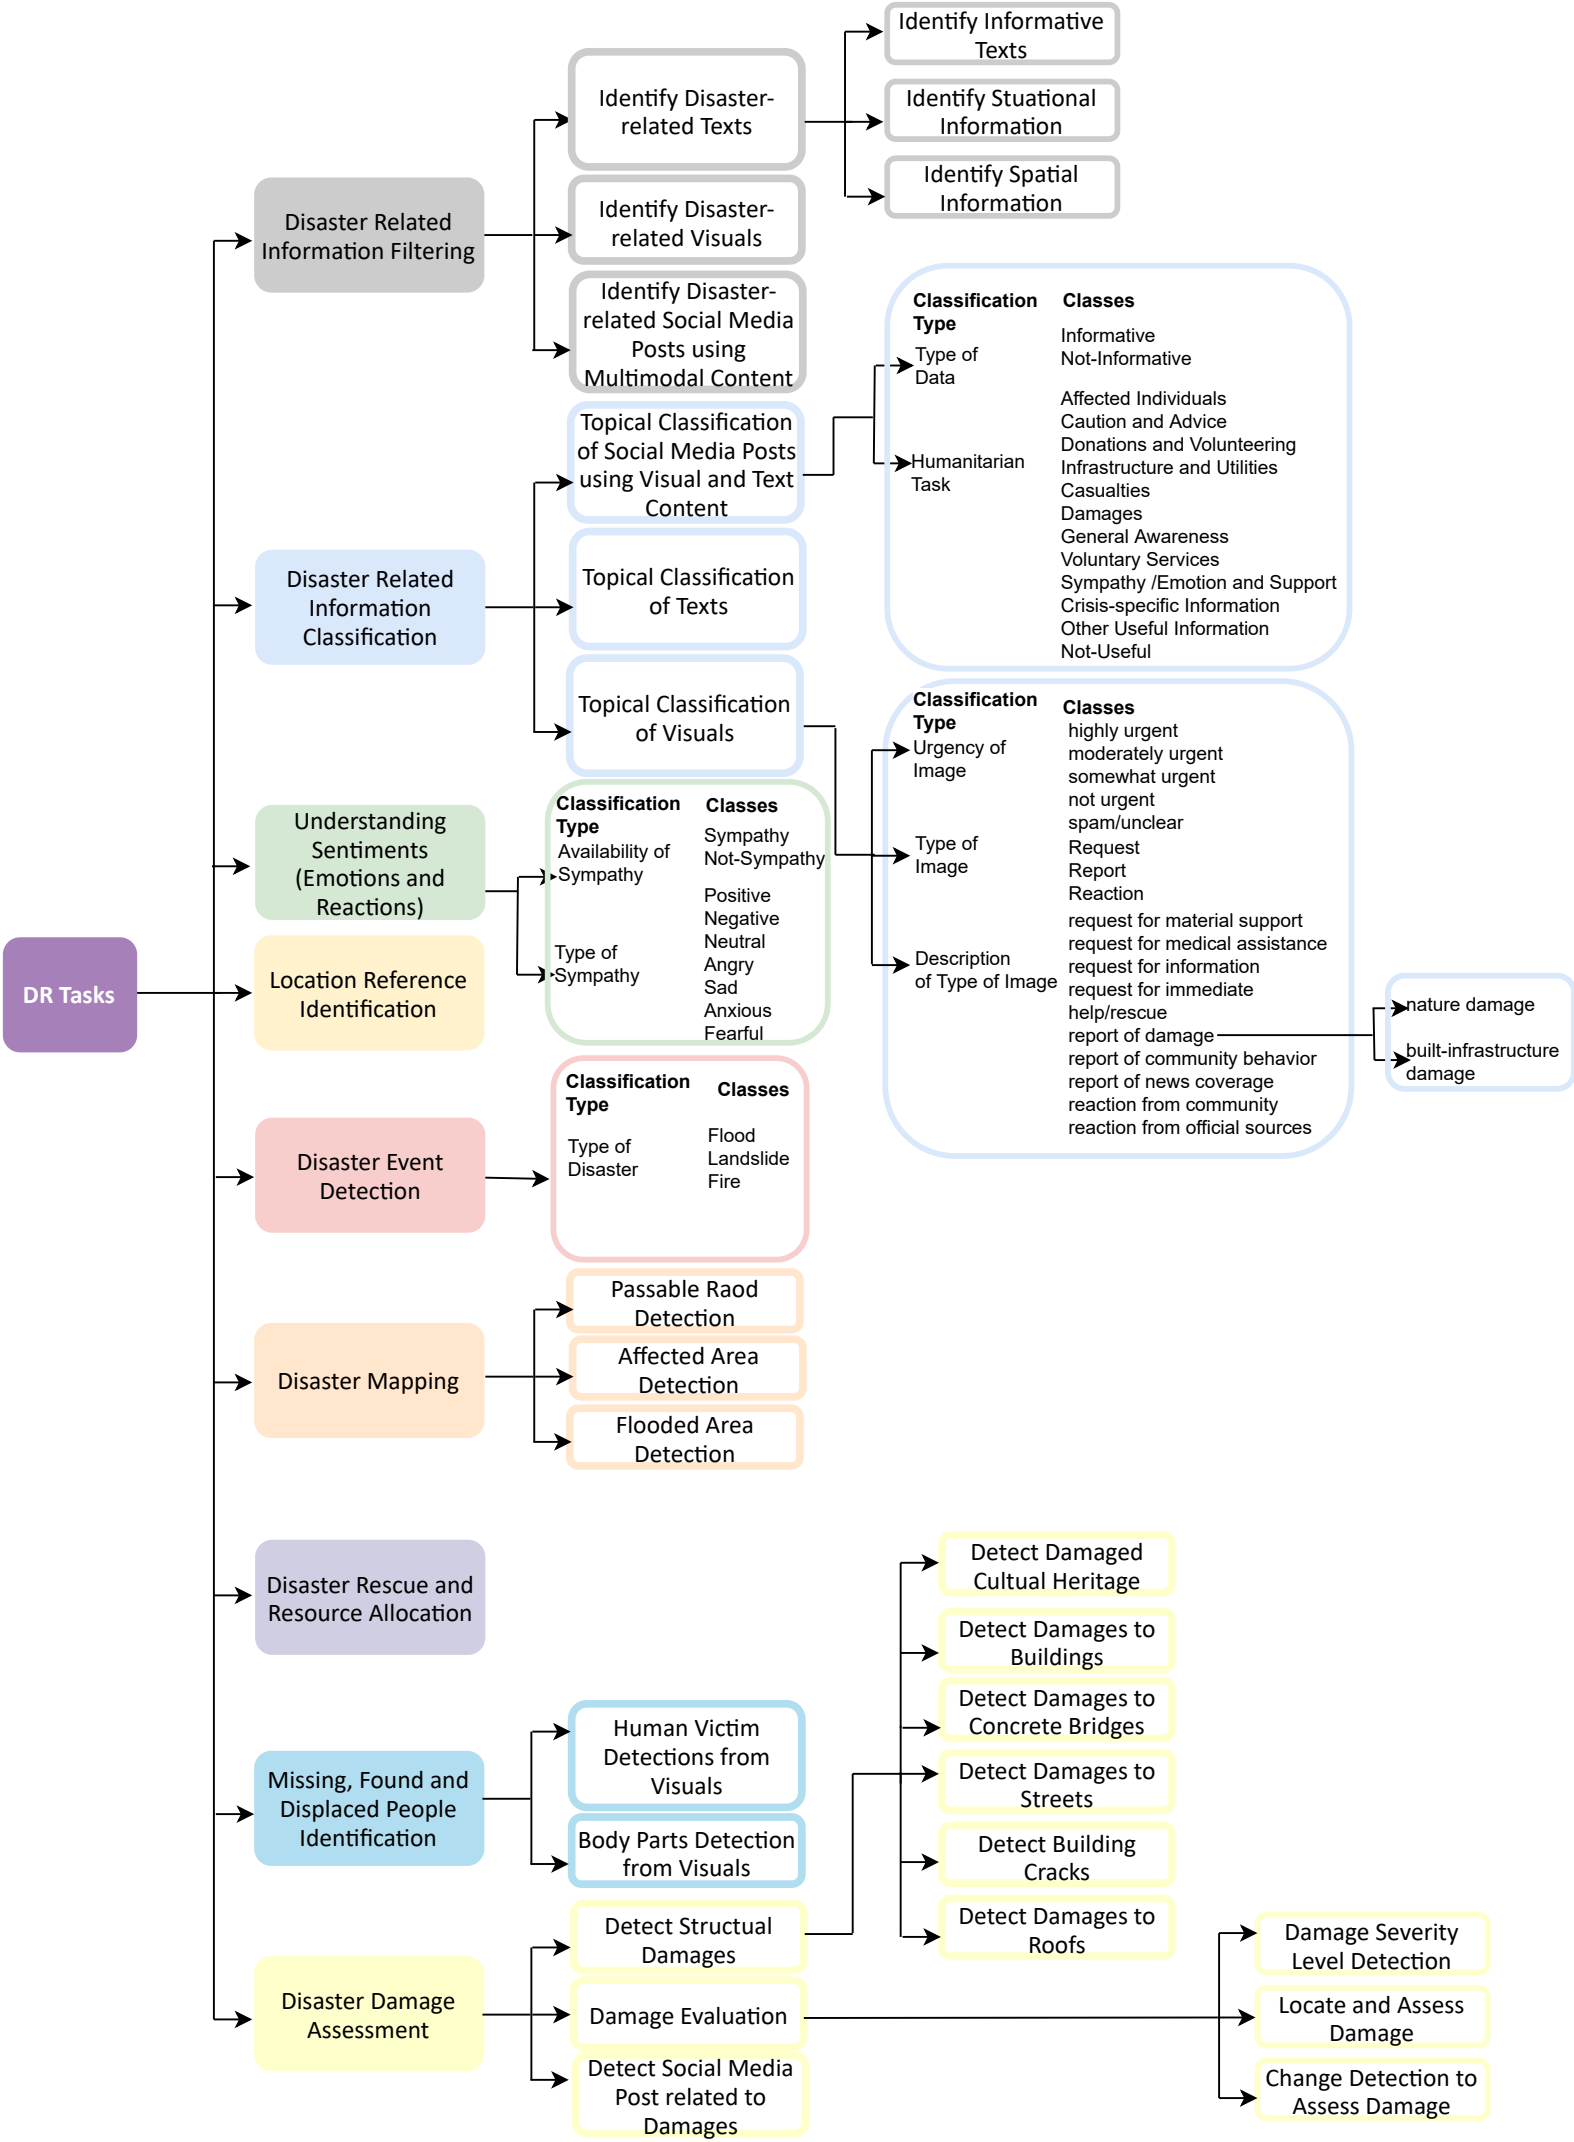 DR Tasks
Disaster Related
Information Filtering
Identify Disaster-
related Texts
Identify Informative
Texts
Identify Stuational
Information
Identify Spatial
Information
Identify Disaster-
related Visuals
Identify Disaster-
related Social Media
Posts using
Multimodal Content
Disaster Related
Information
Classification
Topical Classification
of Social Media Posts
using Visual and Text
Content
Classification
Type
Classes
Type of
Data
Informative
Not-Informative
Humanitarian
Task
Affected Individuals
Caution and Advice
Donations and Volunteering
Infrastructure and Utilities
Casualties
Damages
General Awareness
Voluntary Services
Sympathy /Emotion and Support
Crisis-specific Information
Other Useful Information
Not-Useful
Topical Classification
of Texts
Topical Classification
of Visuals
Classification
Type
Classes
Urgency of
Image
highly urgent
moderately urgent
somewhat urgent
not urgent
spam/unclear
Type of
Image
Request
Report
Reaction
Description
of Type of Image
request for material support
request for medical assistance
request for information
request for immediate
help/rescue
report of damage
report of community behavior
report of news coverage
reaction from community
reaction from official sources
nature damage
built-infrastructure
damage
Understanding
Sentiments
(Emotions and
Reactions)
Classification
Type
Classes
Availability of
Sympathy
Sympathy
Not-Sympathy
Type of
Sympathy
Positive
Negative
Neutral
Angry
Sad
Anxious
Fearful
Location Reference
Identification
Disaster Event
Detection
Classification
Type
Classes
Type of
Disaster
Flood
Landslide
Fire
Disaster Mapping
Passable Raod
Detection
Affected Area
Detection
Flooded Area
Detection
Disaster Rescue and
Resource Allocation
Missing, Found and
Displaced People
Identification
Human Victim
Detections from
Visuals
Body Parts Detection
from Visuals
Disaster Damage
Assessment
Detect Structual
Damages
Detect Damaged
Cultual Heritage
Detect Damages to
Buildings
Detect Damages to
Concrete Bridges
Detect Damages to
Streets
Detect Building
Cracks
Detect Damages to
Roofs
Damage Evaluation
Damage Severity
Level Detection
Locate and Assess
Damage
Change Detection to
Assess Damage
Detect Social Media
Post related to
Damages